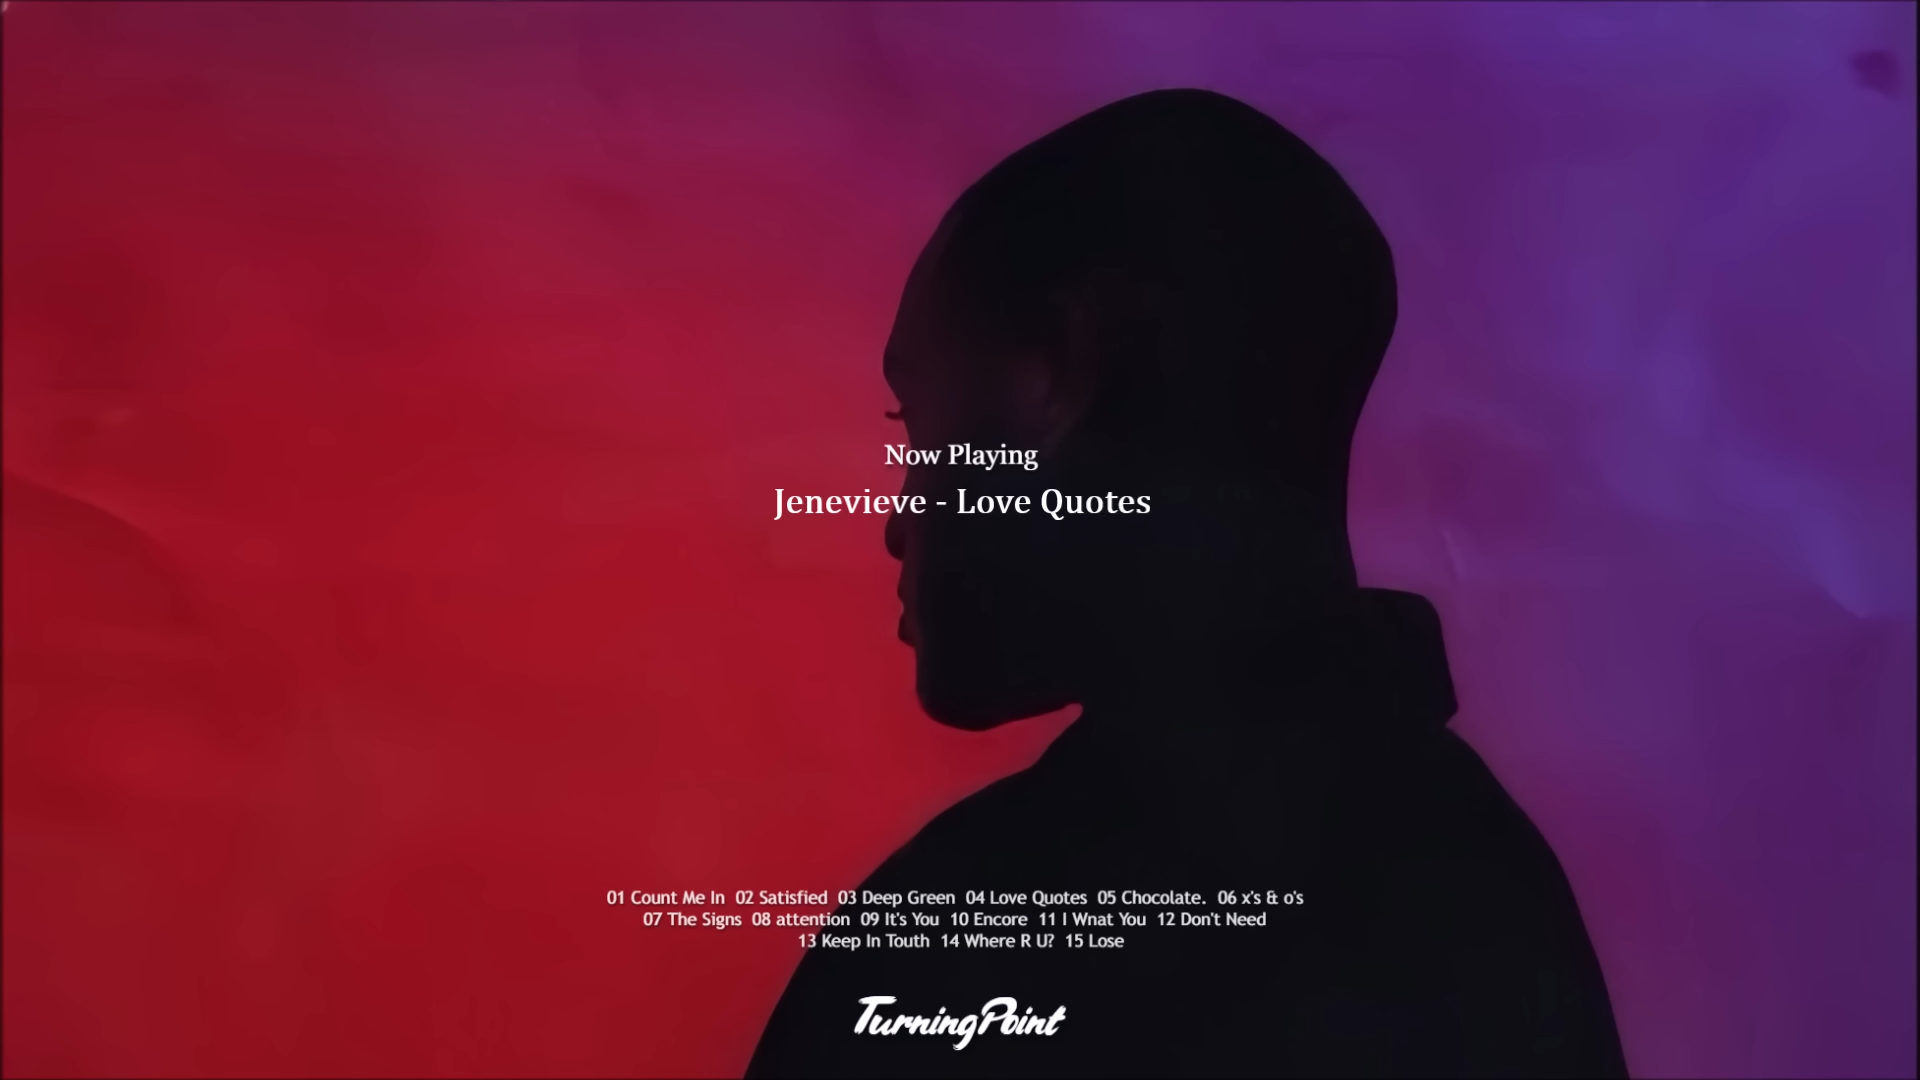 Now Playing
Jenevieve - Love Quotes
01 Count Me In  02 Satisfied  03 Deep Green  04 Love Quotes  05 Chocolate.  06 x's & o's
07 The Signs  08 attention  09 It's You  10 Encore  11 I Wnat You  12 Don't Need
13 Keep In Touth  14 Where R U?  15 Lose
TurningPoint